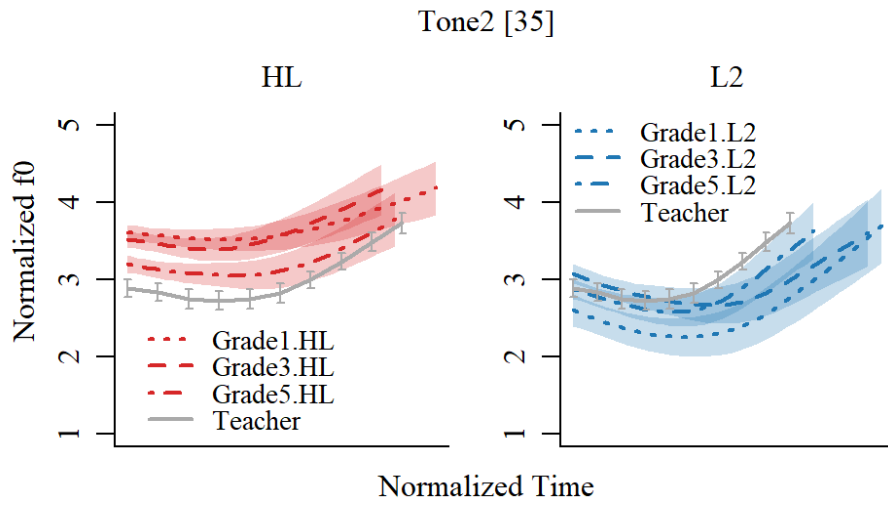 Tone2 [35]
HL
L2
Normalized f0
5
4
3
2
1
Grade1.HL
Grade3.HL
Grade5.HL
Teacher
5
4
3
2
1
Grade1.L2
Grade3.L2
Grade5.L2
Teacher
Normalized Time